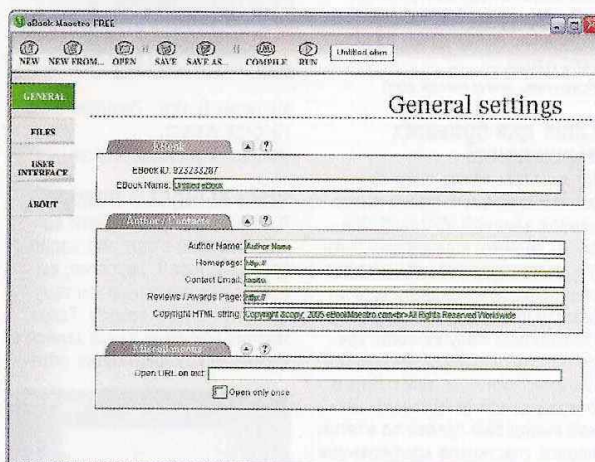 eBook Maestro FREE
NEW NEW FROM... OPEN SAVE SAVE AS... COMPILE RUN Untitled.ebm
GENERAL
General settings
FILES
EBook
USER
INTERFACE
EBook ID: 923233287
EBook Name: Untitled eBook
ABOUT
Author Name: Author Name
Homepage: http://
Contact Email: mailto:
Reviews / Awards Page: http://
Copyright HTML string: Copyright &copy; 2005 eBookMaestro.com<br>All Rights Reserved Worldwide
Miscellaneous
Open URL on exit:
Open only once